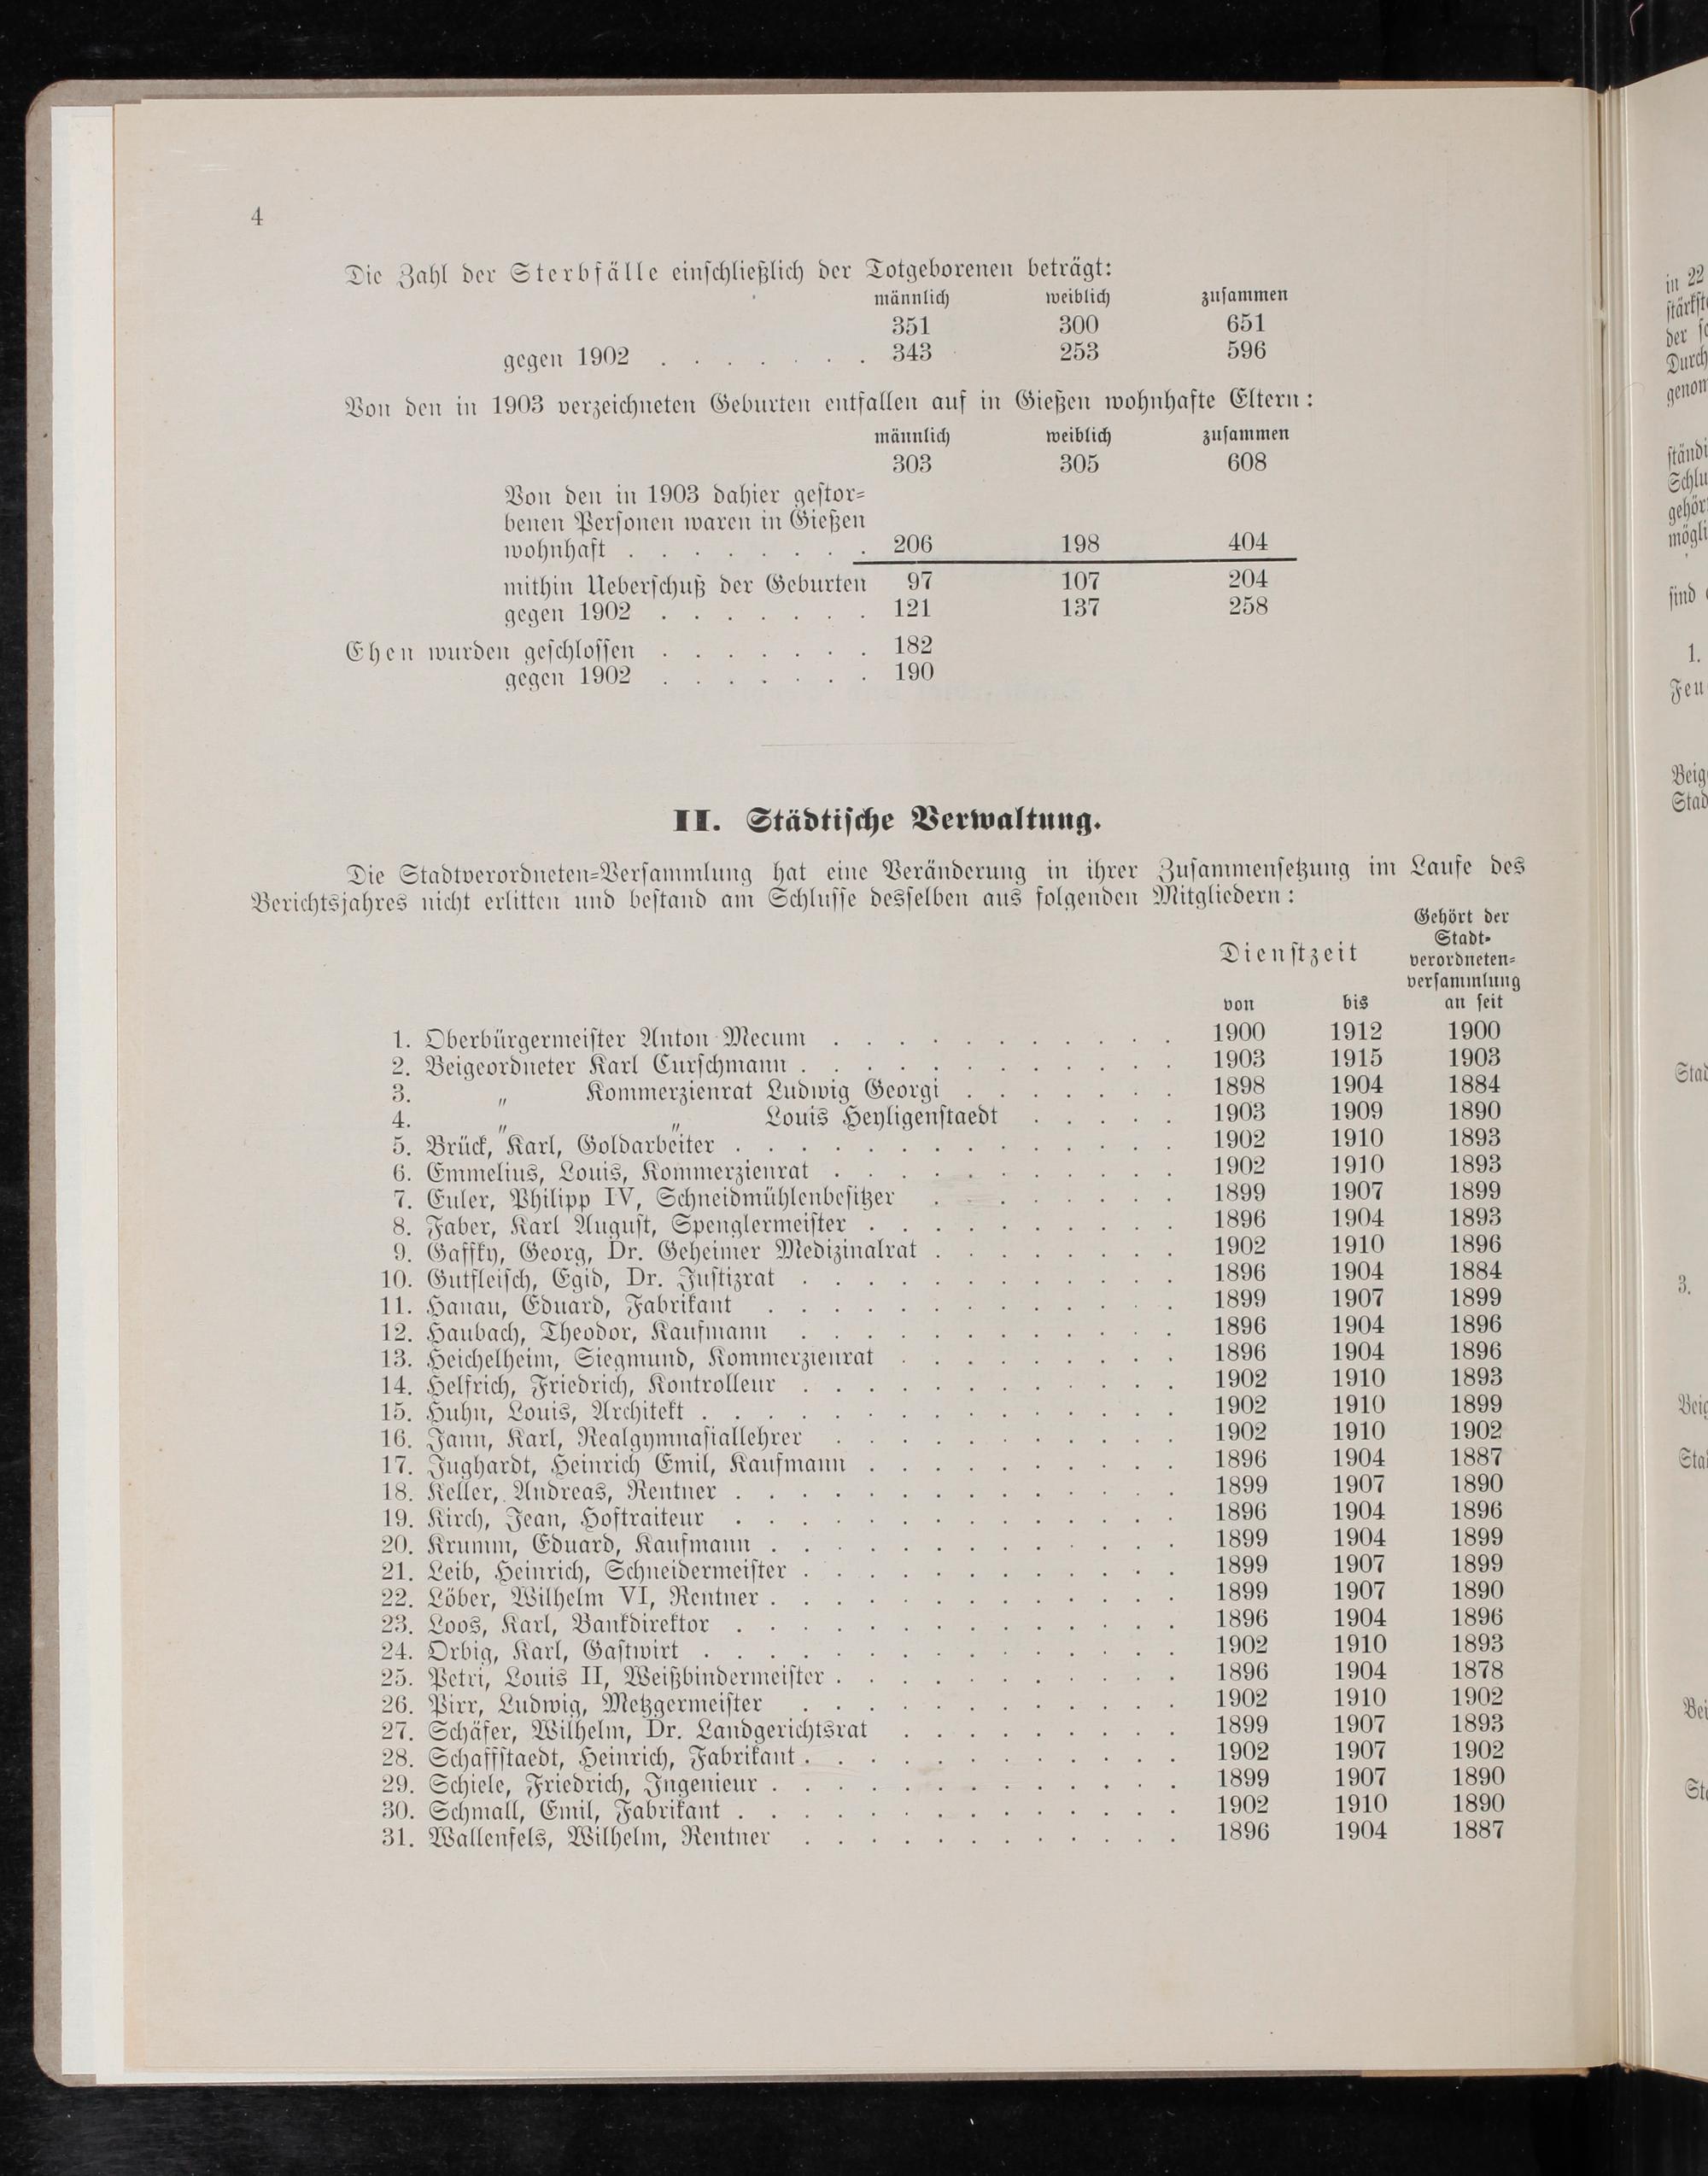 4
Die Zahl der Sterbfälle einschließlich der Totgeborenen beträgt:
männlich weiblich zusammen
351 300 651
gegen 1902 . . . . . . . 343 253 596
Von den in 1903 verzeichneten Geburten entfallen auf in Gießen wohnhafte Eltern:
männlich weiblich zusammen
303 305 608
Von den in 1903 dahier gestor-
benen Personen waren in Gießen
wohnhaft . . . . . . . . 206 198 404
mithin Ueberschuß der Geburten 97 107 204
gegen 1902 . . . . . . . 121 137 258
Ehen wurden geschlossen . . . . . . . 182
gegen 1902 . . . . . . . 190
II. Städtische Verwaltung.
Die Stadtverordneten-Versammlung hat eine Veränderung in ihrer Zusammensetzung im Laufe des
Berichtsjahres nicht erlitten und bestand am Schlusse desselben aus folgenden Mitgliedern:
Gehört der
Stadt-
Dienstzeit verordneten-
versammlung
von bis an seit
1. Oberbürgermeister Anton Mecum . . . . . . . . . . . 1900 1912 1900
2. Beigeordneter Karl Curschmann . . . . . . . . . . . . 1903 1915 1903
3. „ Kommerzienrat Ludwig Georgi . . . . . . . 1898 1904 1884
4. „ „ Louis Heyligenstaedt . . . . . 1903 1909 1890
5. Brück, Karl, Goldarbeiter . . . . . . . . . . . . . . 1902 1910 1893
6. Emmelius, Louis, Kommerzienrat . . . . . . . . . . . 1902 1910 1893
7. Euler, Philipp IV, Schneidmühlenbesitzer . . . . . . . 1899 1907 1899
8. Faber, Karl August, Spenglermeister . . . . . . . . . . 1896 1904 1893
9. Gaffky, Georg, Dr. Geheimer Medizinalrat . . . . . . . . 1902 1910 1896
10. Gutfleisch, Egid, Dr. Justizrat . . . . . . . . . . . . 1896 1904 1884
11. Hanau, Eduard, Fabrikant . . . . . . . . . . . . . 1899 1907 1899
12. Haubach, Theodor, Kaufmann . . . . . . . . . . . . 1896 1904 1896
13. Heichelheim, Siegmund, Kommerzienrat . . . . . . . . . 1896 1904 1896
14. Helfrich, Friedrich, Kontrolleur . . . . . . . . . . . . 1902 1910 1893
15. Huhn, Louis, Architekt . . . . . . . . . . . . . . . 1902 1910 1899
16. Jann, Karl, Realgymnasiallehrer . . . . . . . . . . . 1902 1910 1902
17. Jughardt, Heinrich Emil, Kaufmann . . . . . . . . . . 1896 1904 1887
18. Keller, Andreas, Rentner . . . . . . . . . . . . . . 1899 1907 1890
19. Kirch, Jean, Hoftraiteur . . . . . . . . . . . . . . 1896 1904 1896
20. Krumm, Eduard, Kaufmann . . . . . . . . . . . . . 1899 1904 1899
21. Leib, Heinrich, Schneidermeister . . . . . . . . . . . . 1899 1907 1899
22. Löber, Wilhelm VI, Rentner . . . . . . . . . . . . . 1899 1907 1890
23. Loos, Karl, Bankdirektor . . . . . . . . . . . . . . 1896 1904 1896
24. Orbig, Karl, Gastwirt . . . . . . . . . . . . . . . 1902 1910 1893
25. Petri, Louis II, Weißbindermeister . . . . . . . . . . . 1896 1904 1878
26. Pirr, Ludwig, Metzgermeister . . . . . . . . . . . . 1902 1910 1902
27. Schäfer, Wilhelm, Dr. Landgerichtsrat . . . . . . . . . 1899 1907 1893
28. Schaffstaedt, Heinrich, Fabrikant . . . . . . . . . . . . 1902 1907 1902
29. Schiele, Friedrich, Ingenieur . . . . . . . . . . . . . 1899 1907 1890
30. Schmall, Emil, Fabrikant . . . . . . . . . . . . . . 1902 1910 1890
31. Wallenfels, Wilhelm, Rentner . . . . . . . . . . . . 1896 1904 1887
in 22
der
ständi
sind
1.
3.